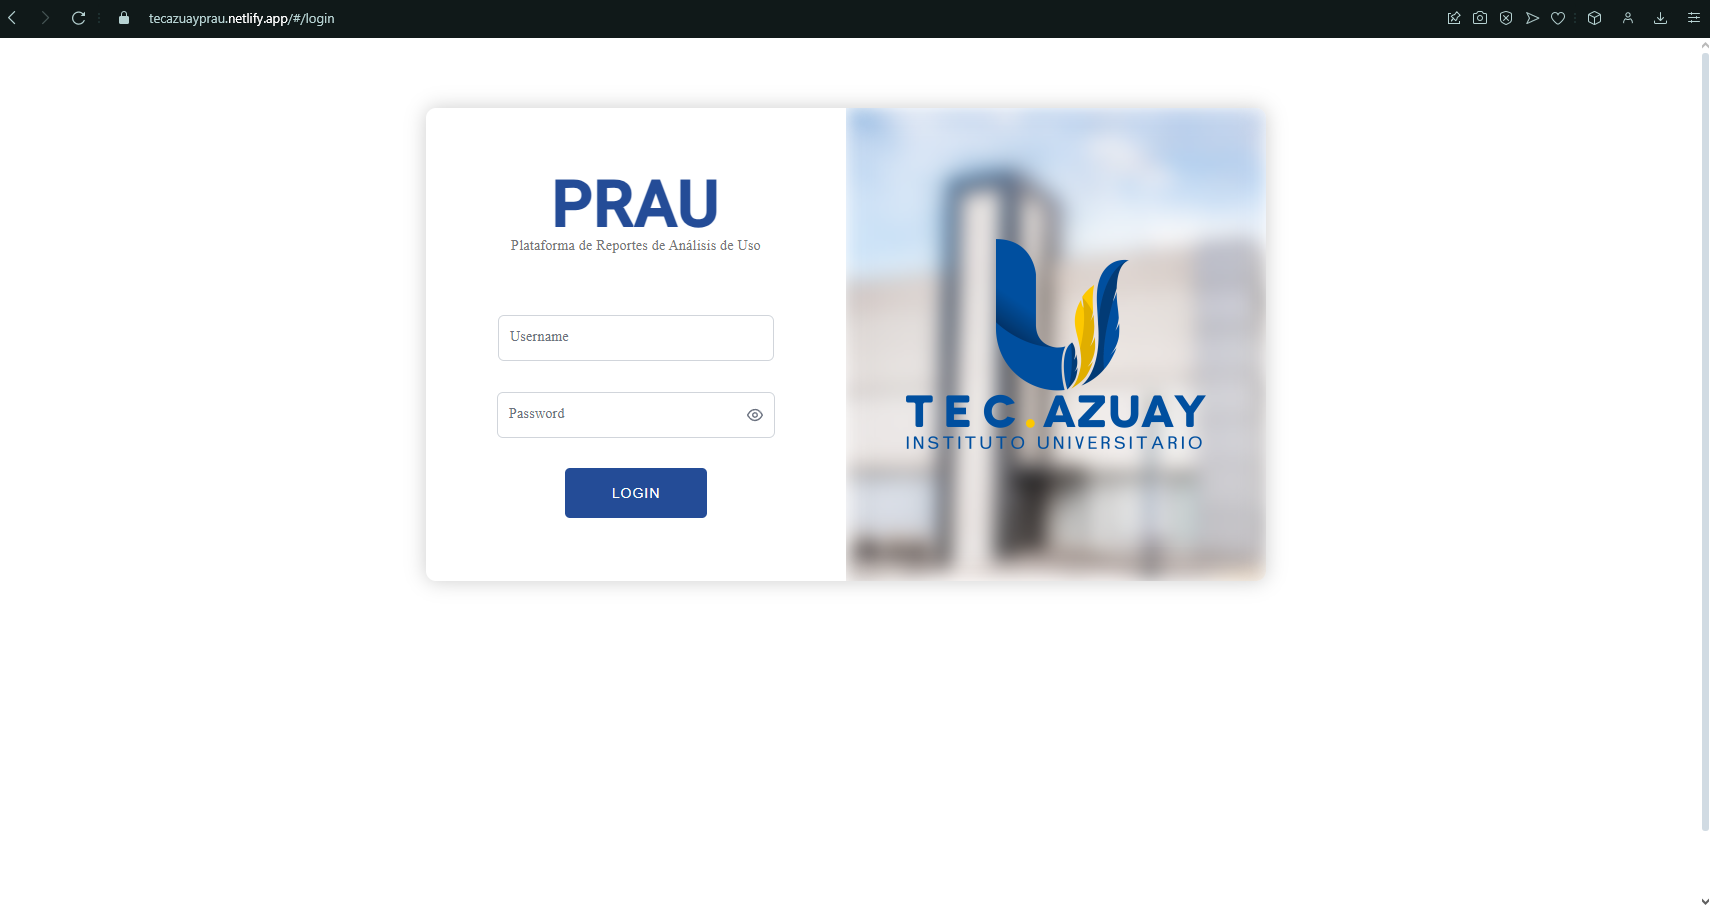 tecazuayprau.netlify.app/#/login
PRAU
Plataforma de Reportes de Análisis de Uso
Username
Password
LOGIN
TEC.AZUAY
INSTITUTO UNIVERSITARIO